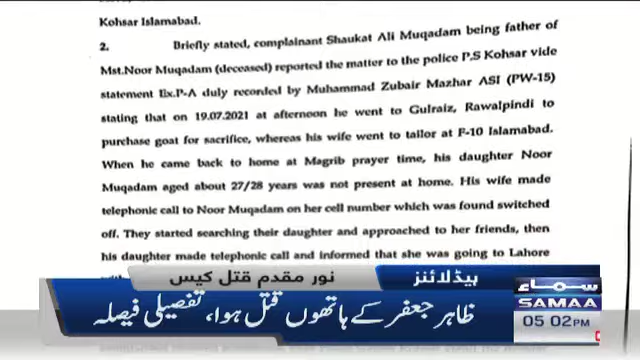 Kohsar Islamabad.
2. Briefly stated, complainant Shaukat Ali Muqadam being father of
Mst.Noor Muqadam (deceased) reported the matter to the police P.S Kohsar vide
statement Ex.P-A duly recorded by Muhammad Zubair Mazhar ASI (PW-15)
stating that on 19.07.2021 at afternoon he went to Gulraiz, Rawalpindi to
purchase goat for sacrifice, whereas his wife went to tailor at F-10 Islamabad.
When he came back to home at Magrib prayer time, his daughter Noor
Muqadam aged about 27/28 years was not present at home. His wife made
telephonic call to Noor Muqadam on her cell number which was found switched
off. They started searching their daughter and approached to her friends, then
his daughter made telephonic call and informed that she was going to Lahore
ہیڈلائنز
نور مقدم قتل کیس
ظاہر جعفر کے ہاتھوں قتل ہوا، تفصیلی فیصلہ
سماء
SAMAA
05 02PM